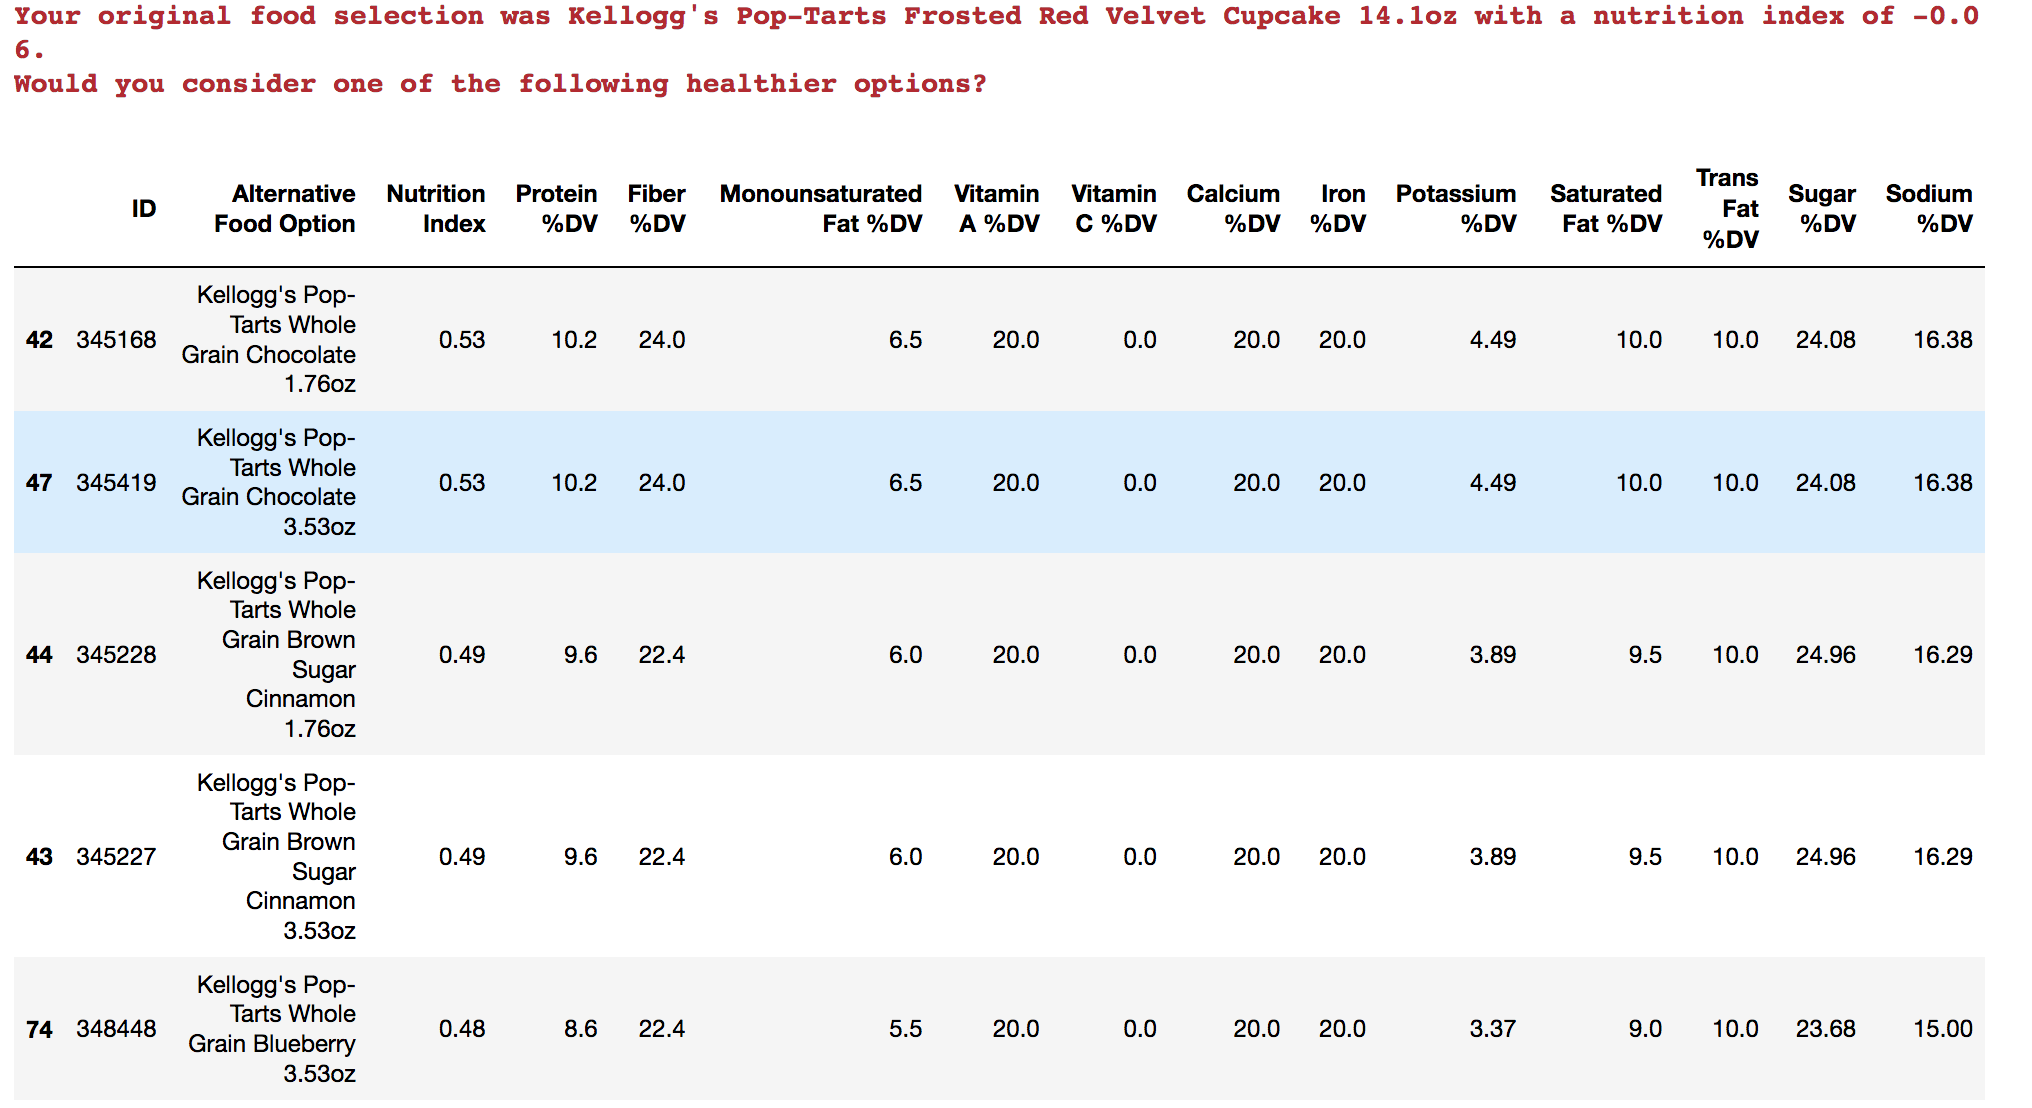 Your original food selection was Kellogg's Pop-Tarts Frosted Red Velvet Cupcake 14.1oz with a nutrition index of -0.0
6.
Would you consider one of the following healthier options?
ID Alternative Food Option Nutrition Index Protein %DV Fiber %DV Monounsaturated Fat %DV Vitamin A %DV Vitamin C %DV Calcium %DV Iron %DV Potassium %DV Saturated Fat %DV Trans Fat %DV Sugar %DV Sodium %DV
42 345168 Kellogg's Pop-Tarts Whole Grain Chocolate 1.76oz 0.53 10.2 24.0 6.5 20.0 0.0 20.0 20.0 4.49 10.0 10.0 24.08 16.38
47 345419 Kellogg's Pop-Tarts Whole Grain Chocolate 3.53oz 0.53 10.2 24.0 6.5 20.0 0.0 20.0 20.0 4.49 10.0 10.0 24.08 16.38
44 345228 Kellogg's Pop-Tarts Whole Grain Brown Sugar Cinnamon 1.76oz 0.49 9.6 22.4 6.0 20.0 0.0 20.0 20.0 3.89 9.5 10.0 24.96 16.29
43 345227 Kellogg's Pop-Tarts Whole Grain Brown Sugar Cinnamon 3.53oz 0.49 9.6 22.4 6.0 20.0 0.0 20.0 20.0 3.89 9.5 10.0 24.96 16.29
74 348448 Kellogg's Pop-Tarts Whole Grain Blueberry 3.53oz 0.48 8.6 22.4 5.5 20.0 0.0 20.0 20.0 3.37 9.0 10.0 23.68 15.00